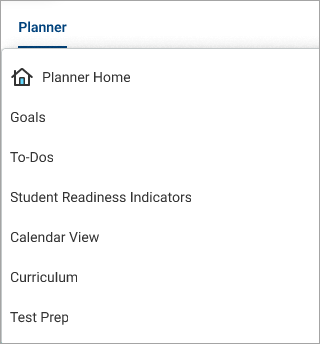 Planner
Planner Home
Goals
To-Dos
Student Readiness Indicators
Calendar View
Curriculum
Test Prep